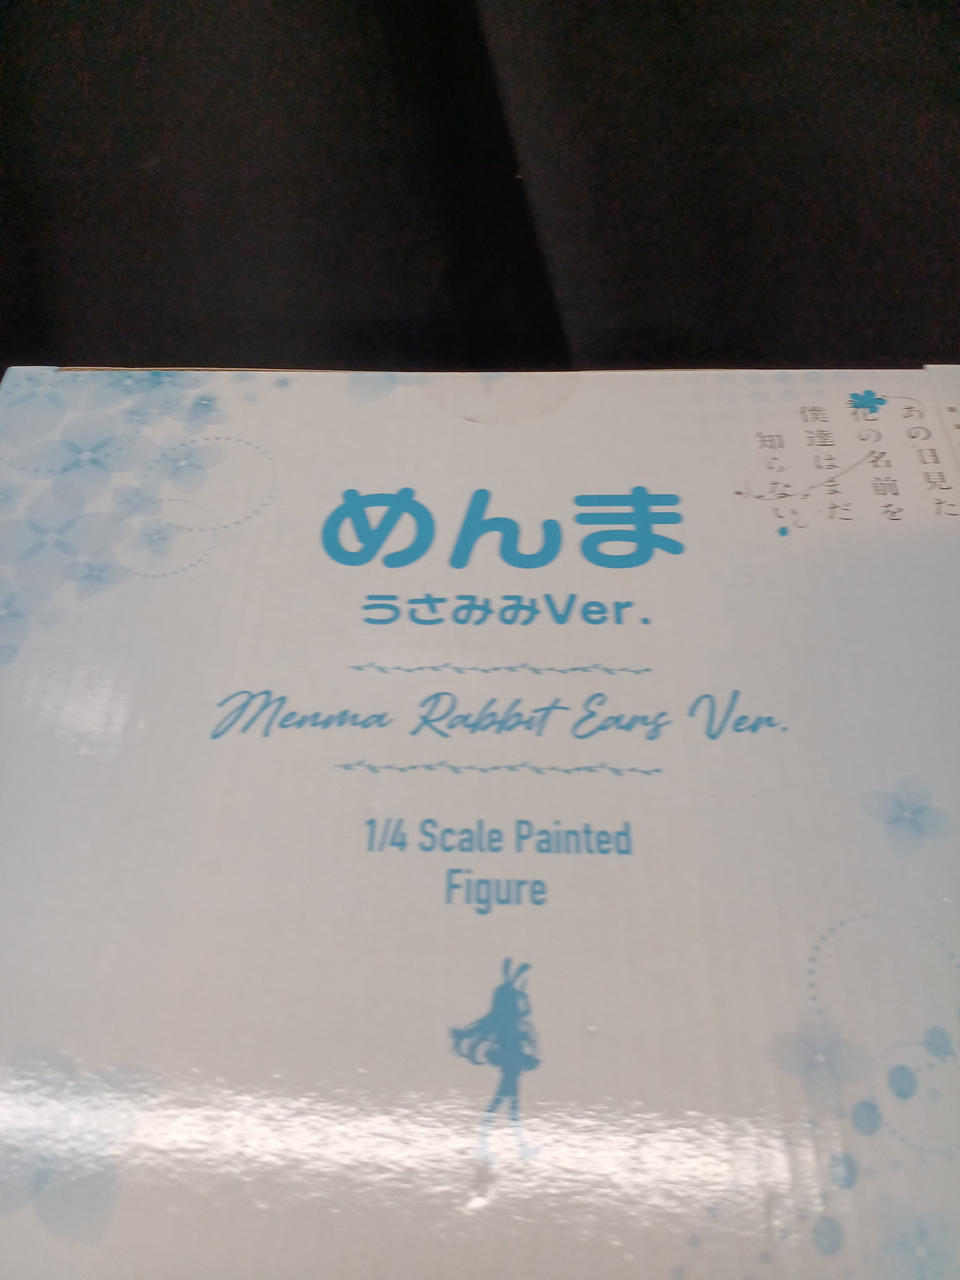 あの日見た
花の名前を
僕達はまだ
知らない
めんま
うさみみVer.
Menma Rabbit Ears Ver.
1/4 Scale Painted
Figure